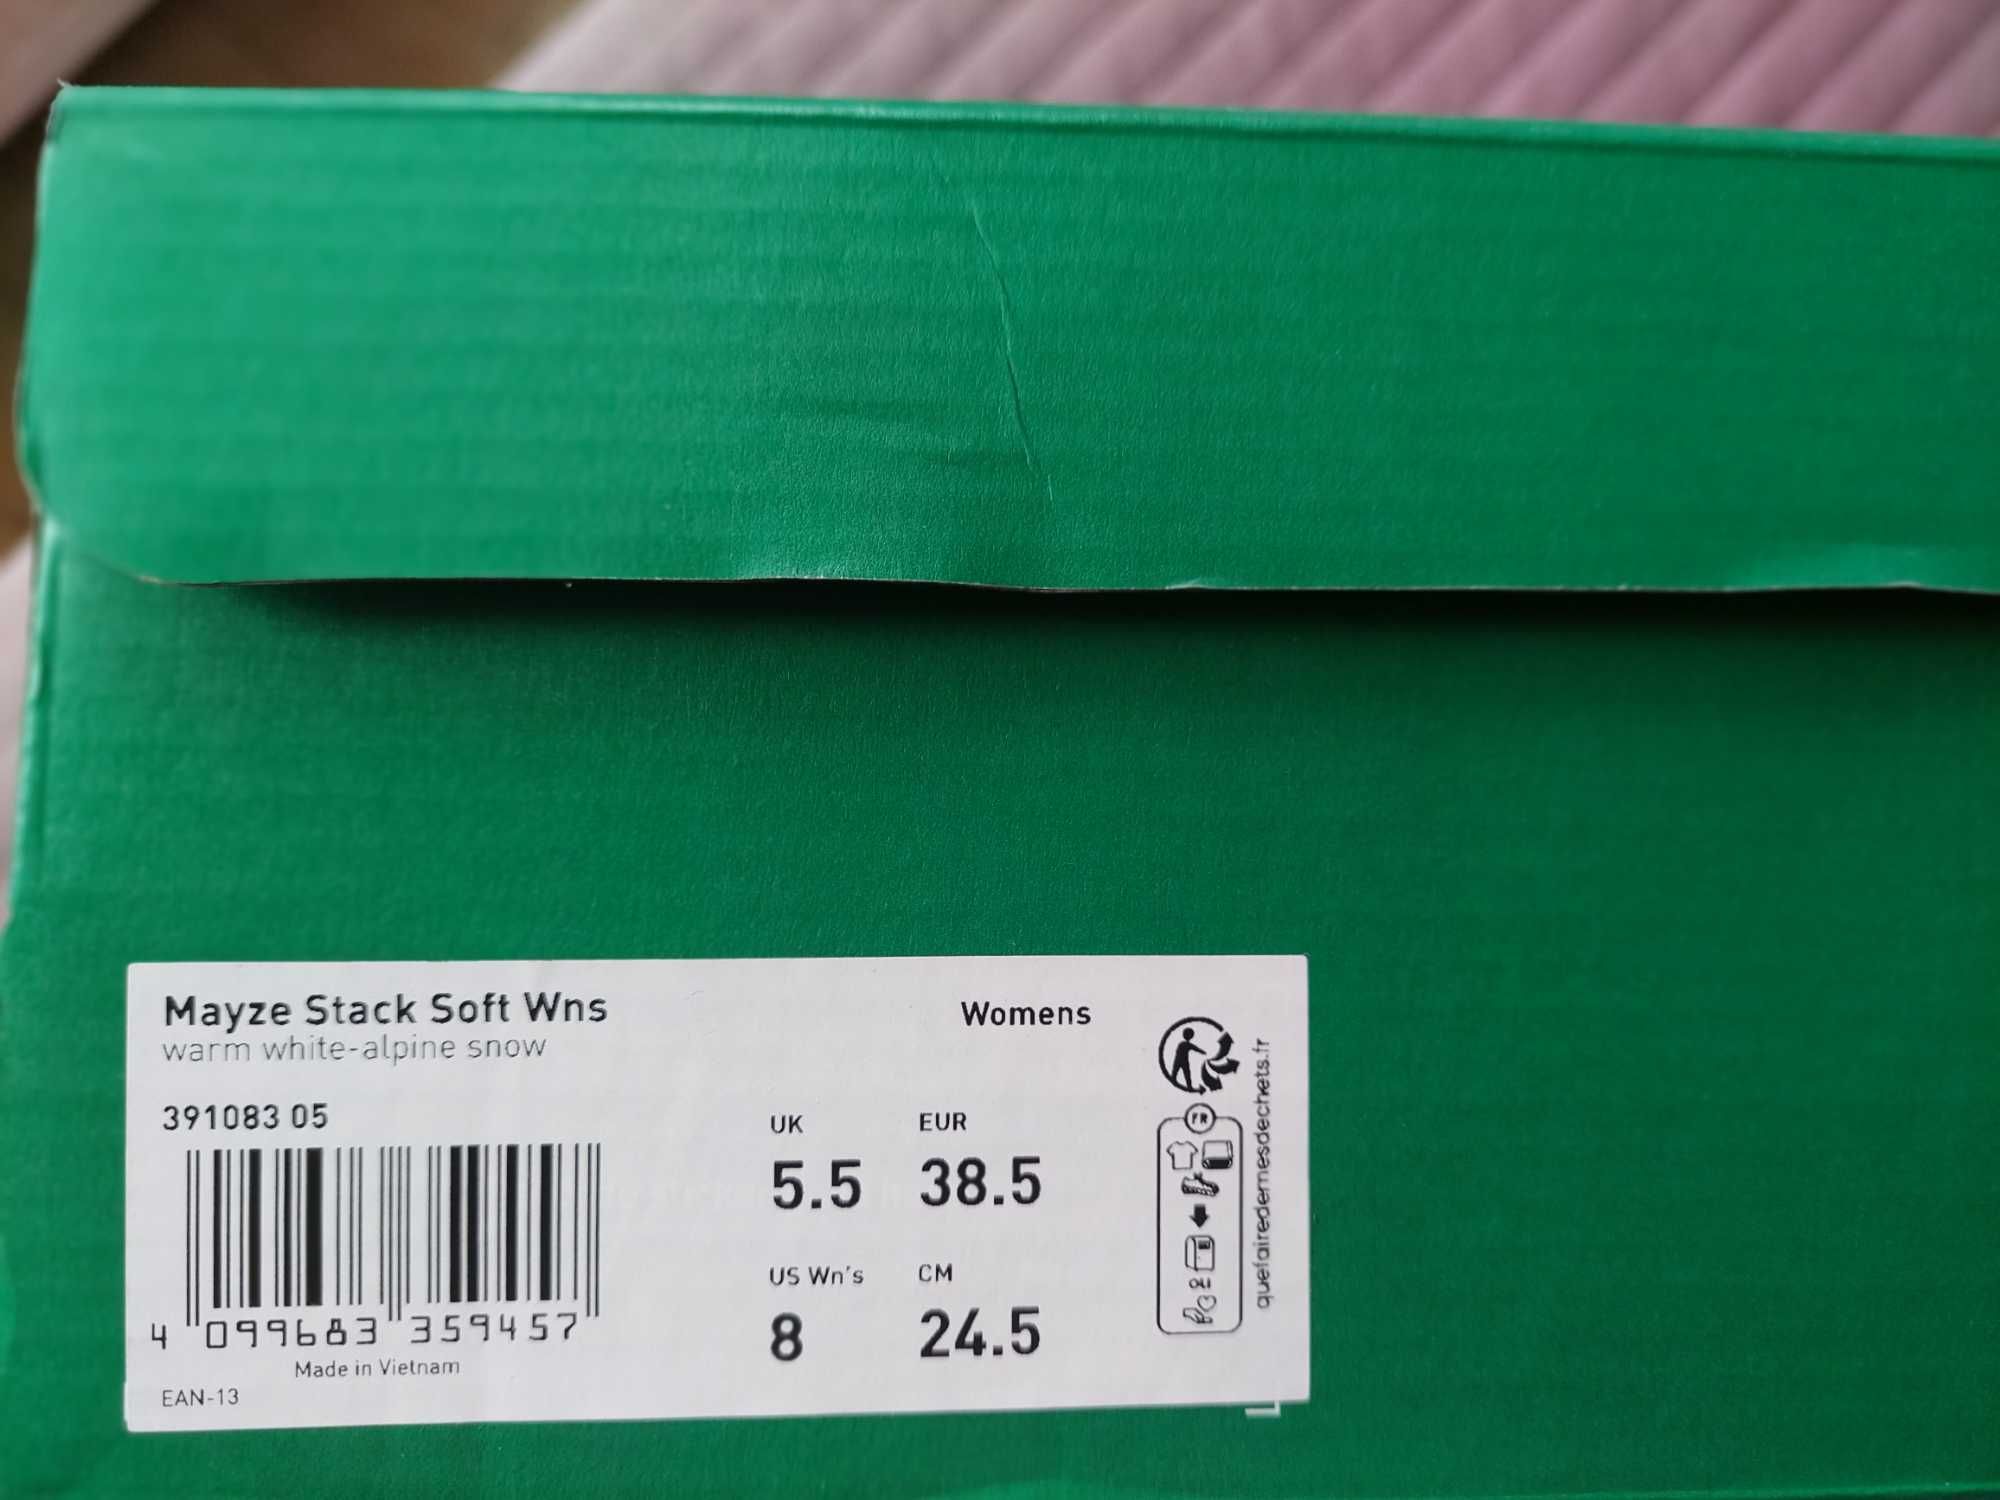 Mayze Stack Soft Wns
warm white-alpine snow
Womens
391083 05
UK
5.5
EUR
38.5
US Wn's
8
CM
24.5
4 099683 359457
Made in Vietnam
EAN-13
FR
quefairedemesdechets.fr